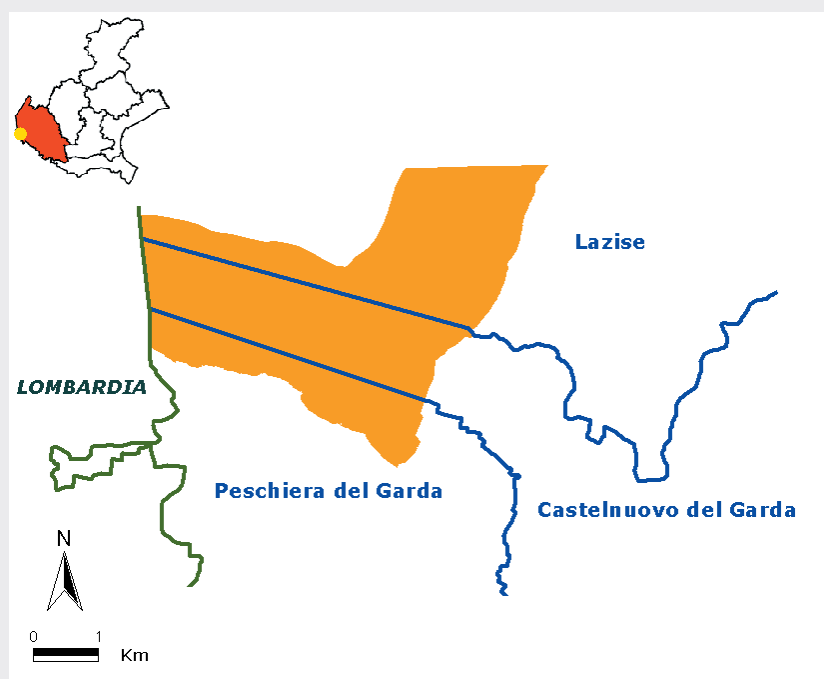 Lazise
LOMBARDIA
Peschiera del Garda
Castelnuovo del Garda
N
0 1
Km